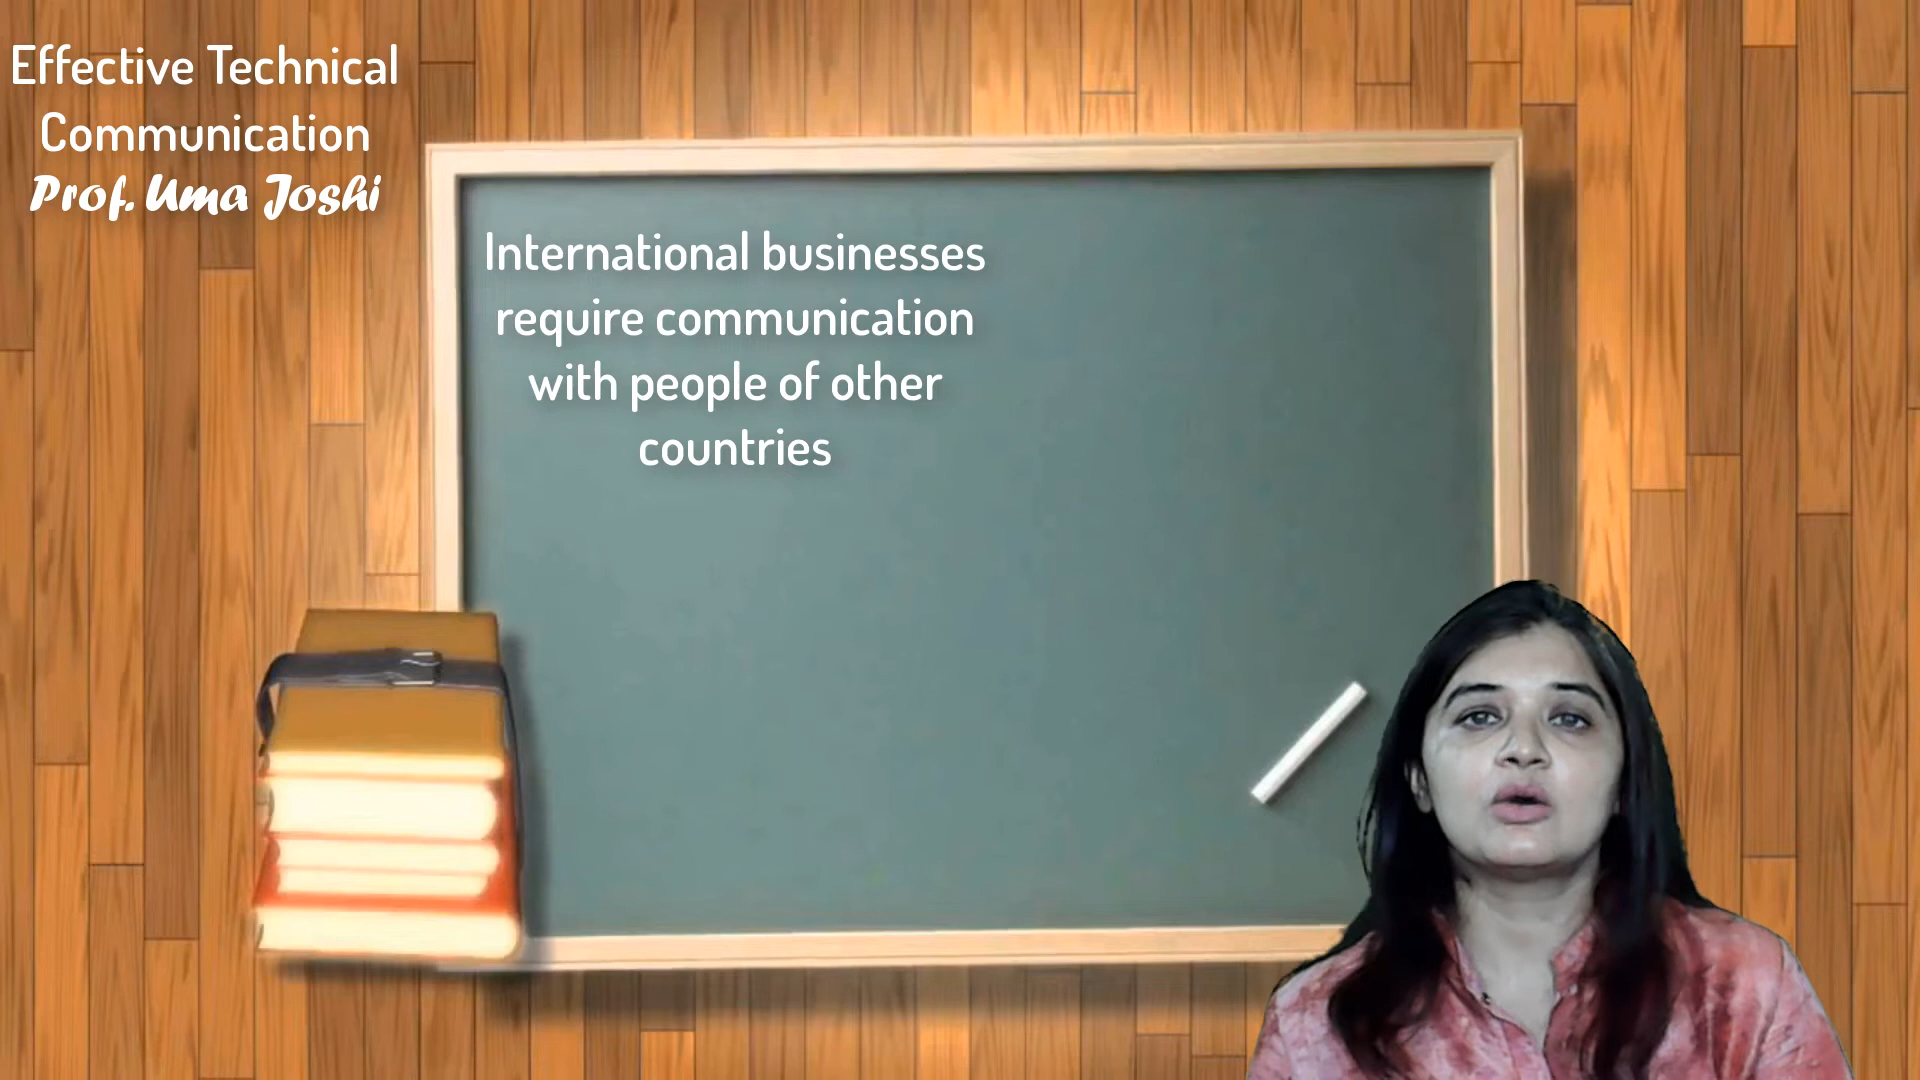 Effective Technical
Communication
Prof. Uma Joshi
International businesses
require communication
with people of other
countries